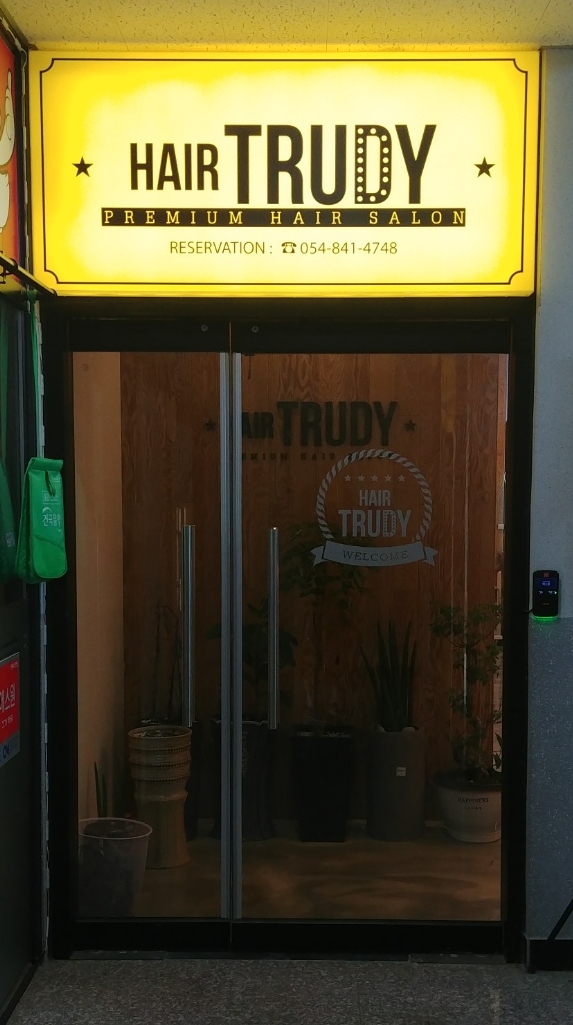 HAIR TRUDY
PREMIUM HAIR SALON
RESERVATION : ☎ 054-841-4748
HAIR TRUDY
HAIR
TRUDY
WELCOME